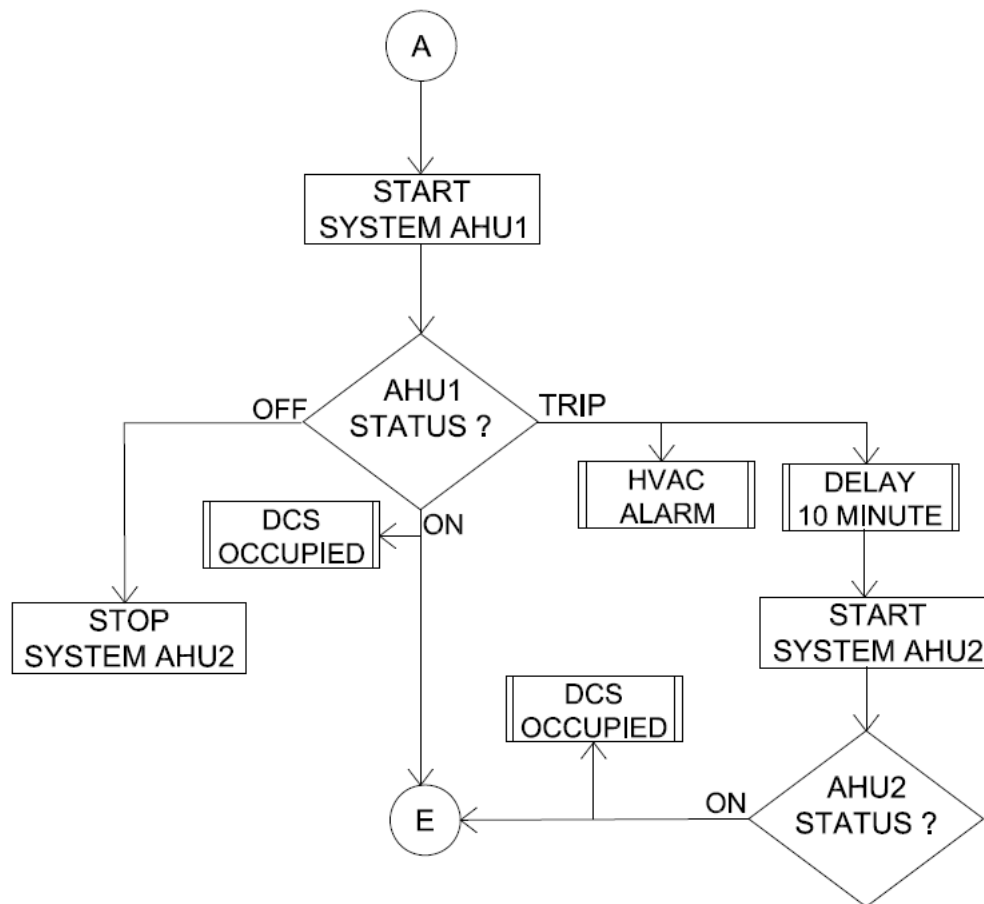 A
START
SYSTEM AHU1
AHU1
STATUS ?
OFF
TRIP
ON
HVAC
ALARM
DELAY
10 MINUTE
DCS
OCCUPIED
STOP
SYSTEM AHU2
START
SYSTEM AHU2
DCS
OCCUPIED
AHU2
STATUS ?
ON
E